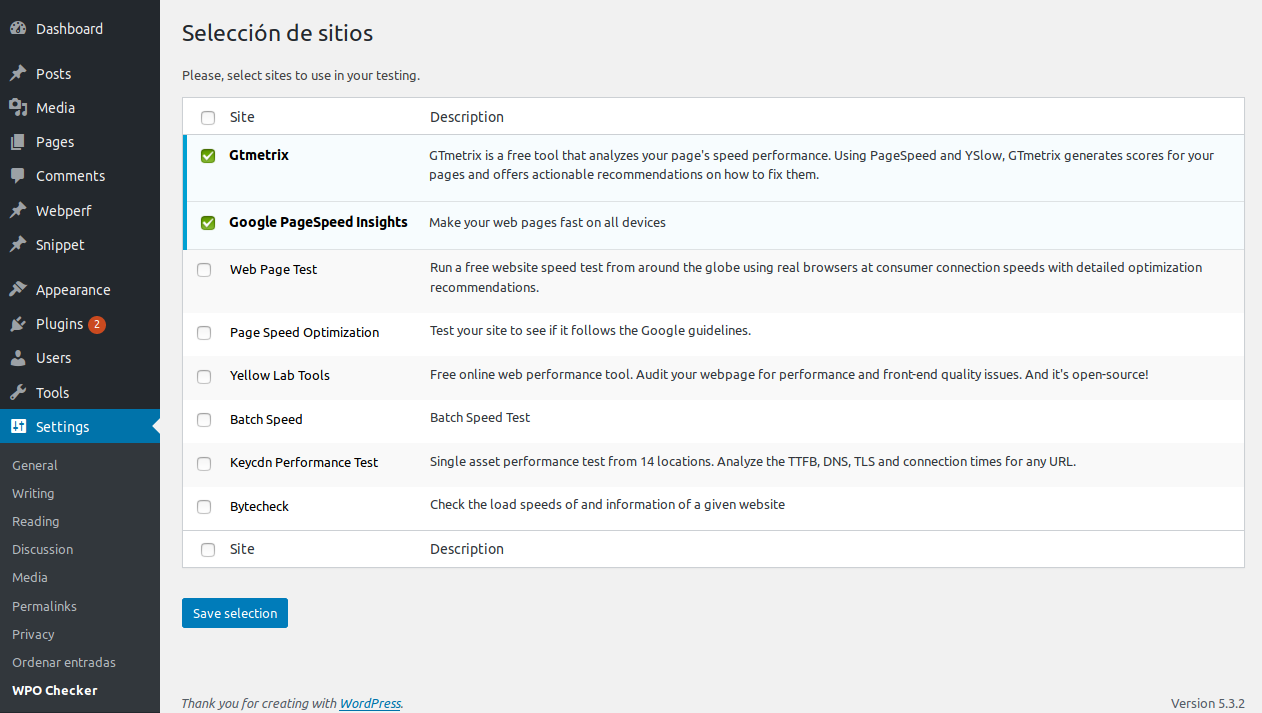 Dashboard
Posts
Media
Pages
Comments
Webperf
Snippet
Appearance
Plugins 2
Users
Tools
Settings
General
Writing
Reading
Discussion
Media
Permalinks
Privacy
Ordenar entradas
WPO Checker
Selección de sitios
Please, select sites to use in your testing.
Site Description
Gtmetrix GTmetrix is a free tool that analyzes your page's speed performance. Using PageSpeed and YSlow, GTmetrix generates scores for your
pages and offers actionable recommendations on how to fix them.
Google PageSpeed Insights Make your web pages fast on all devices
Web Page Test Run a free website speed test from around the globe using real browsers at consumer connection speeds with detailed optimization
recommendations.
Page Speed Optimization Test your site to see if it follows the Google guidelines.
Yellow Lab Tools Free online web performance tool. Audit your webpage for performance and front-end quality issues. And it's open-source!
Batch Speed Batch Speed Test
Keycdn Performance Test Single asset performance test from 14 locations. Analyze the TTFB, DNS, TLS and connection times for any URL.
Bytecheck Check the load speeds of and information of a given website
Site Description
Save selection
Thank you for creating with WordPress. Version 5.3.2